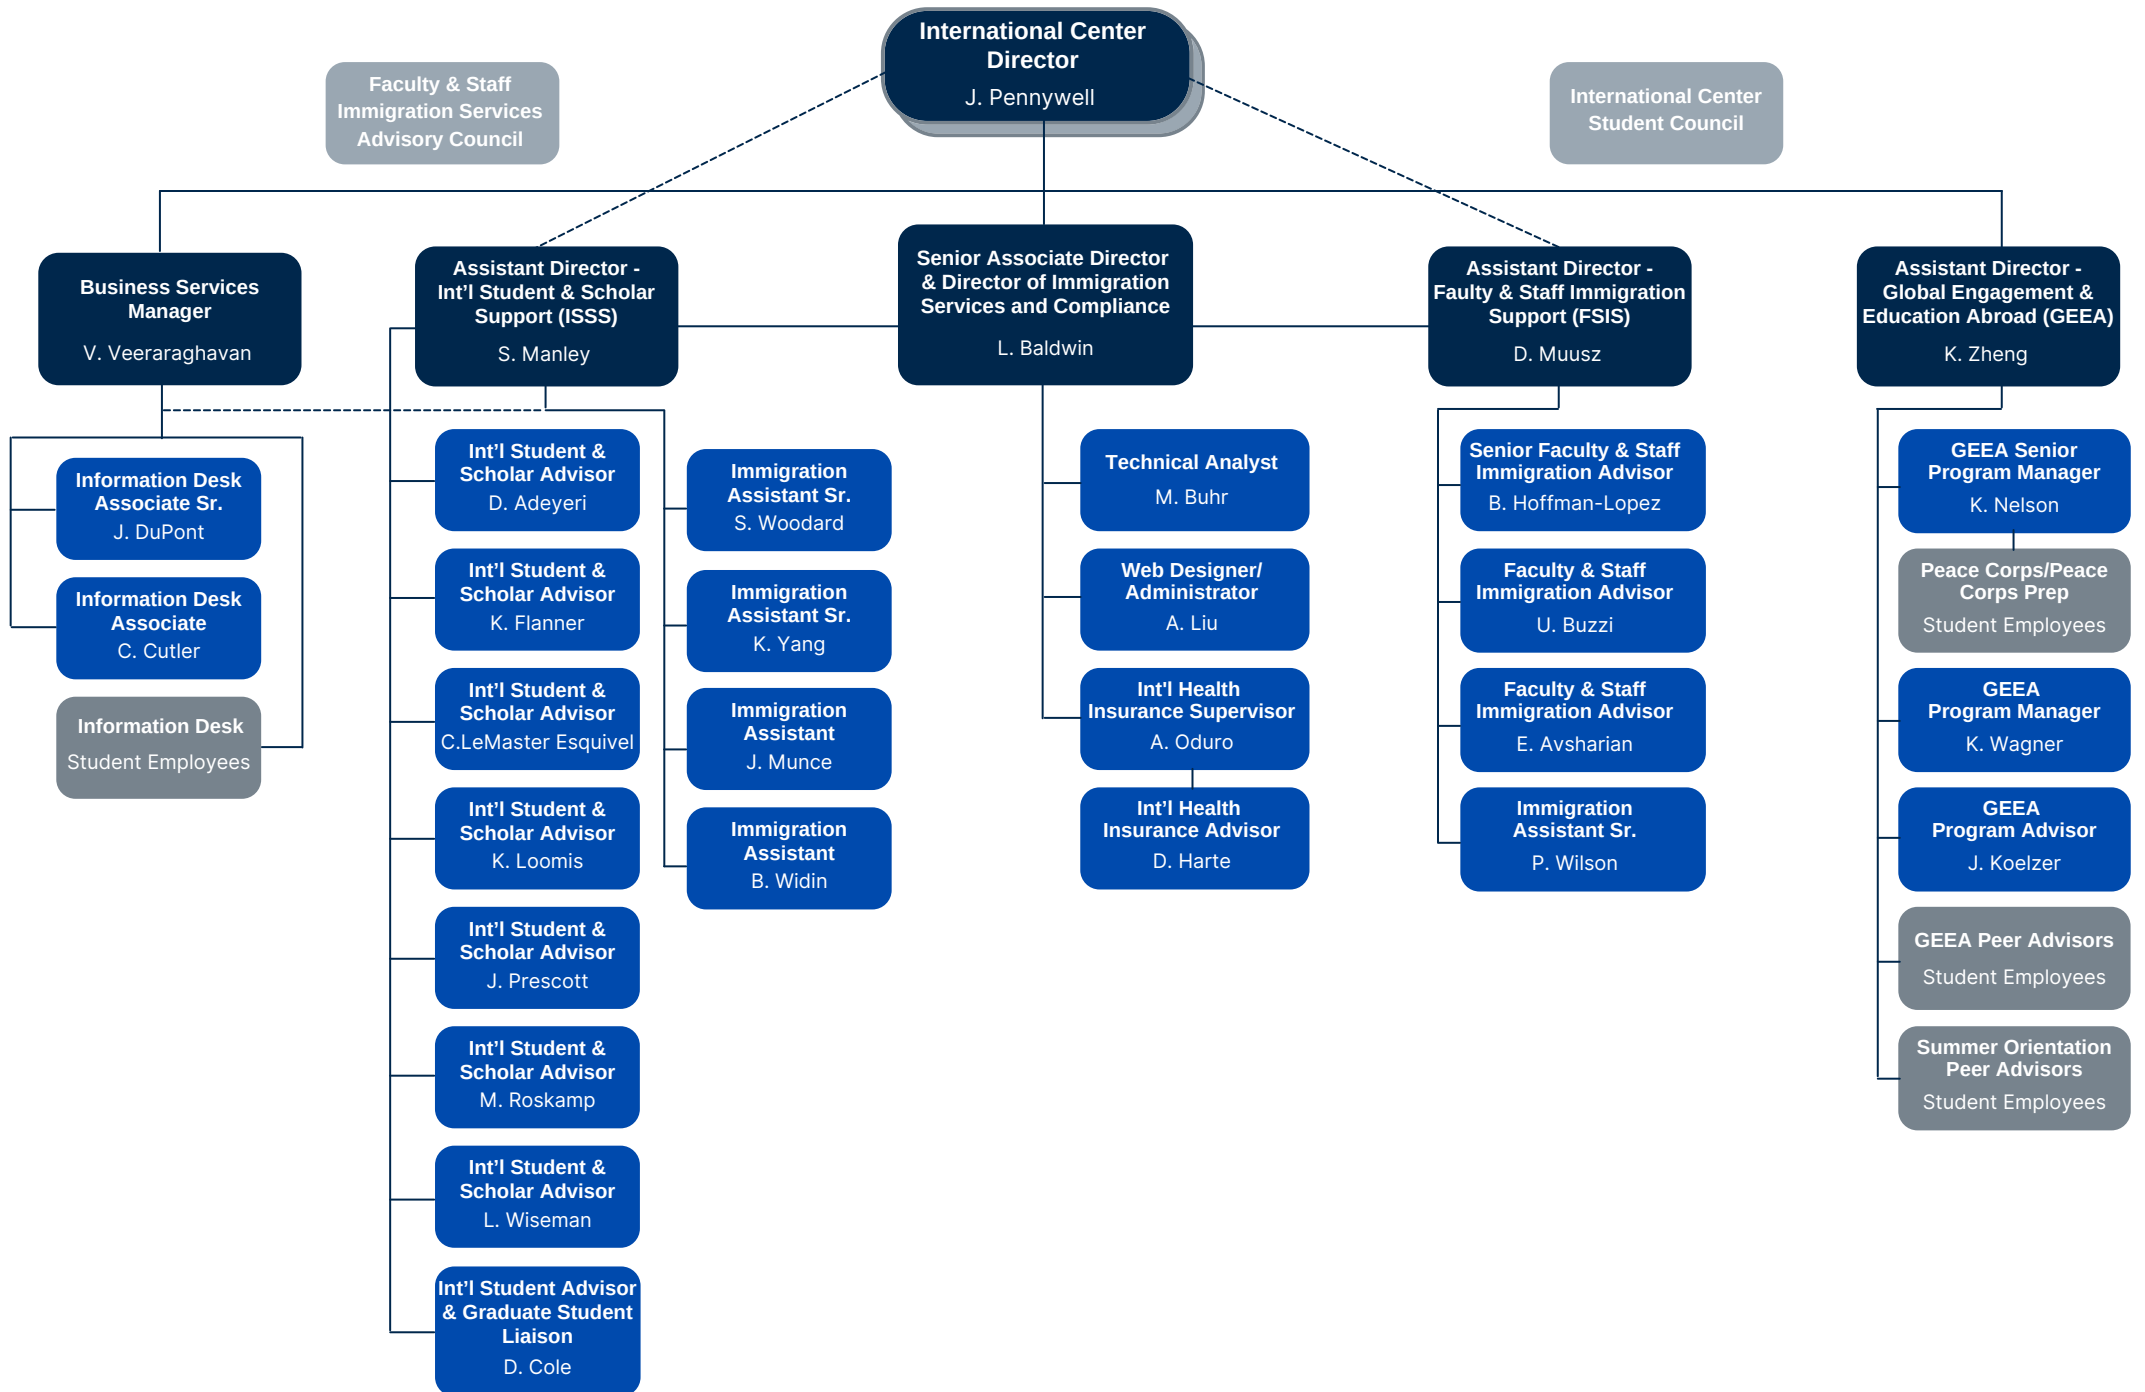 International Center
Director
J. Pennywell
Faculty & Staff
Immigration Services
Advisory Council
International Center
Student Council
Business Services
Manager
V. Veeraraghavan
Assistant Director -
Int’l Student & Scholar
Support (ISSS)
S. Manley
Senior Associate Director
& Director of Immigration
Services and Compliance
L. Baldwin
Assistant Director -
Faulty & Staff Immigration
Support (FSIS)
D. Muusz
Assistant Director -
Global Engagement &
Education Abroad (GEEA)
K. Zheng
Information Desk
Associate Sr.
J. DuPont
Information Desk
Associate
C. Cutler
Information Desk
Student Employees
Int’l Student &
Scholar Advisor
D. Adeyeri
Int’l Student &
Scholar Advisor
K. Flanner
Int’l Student &
Scholar Advisor
C.LeMaster Esquivel
Int’l Student &
Scholar Advisor
K. Loomis
Int’l Student &
Scholar Advisor
J. Prescott
Int’l Student &
Scholar Advisor
M. Roskamp
Int’l Student &
Scholar Advisor
L. Wiseman
Int’l Student Advisor
& Graduate Student
Liaison
D. Cole
Immigration
Assistant Sr.
S. Woodard
Immigration
Assistant Sr.
K. Yang
Immigration
Assistant
J. Munce
Immigration
Assistant
B. Widin
Technical Analyst
M. Buhr
Web Designer/
Administrator
A. Liu
Int'l Health
Insurance Supervisor
A. Oduro
Int’l Health
Insurance Advisor
D. Harte
Senior Faculty & Staff
Immigration Advisor
B. Hoffman-Lopez
Faculty & Staff
Immigration Advisor
U. Buzzi
Faculty & Staff
Immigration Advisor
E. Avsharian
Immigration
Assistant Sr.
P. Wilson
GEEA Senior
Program Manager
K. Nelson
Peace Corps/Peace
Corps Prep
Student Employees
GEEA
Program Manager
K. Wagner
GEEA
Program Advisor
J. Koelzer
GEEA Peer Advisors
Student Employees
Summer Orientation
Peer Advisors
Student Employees